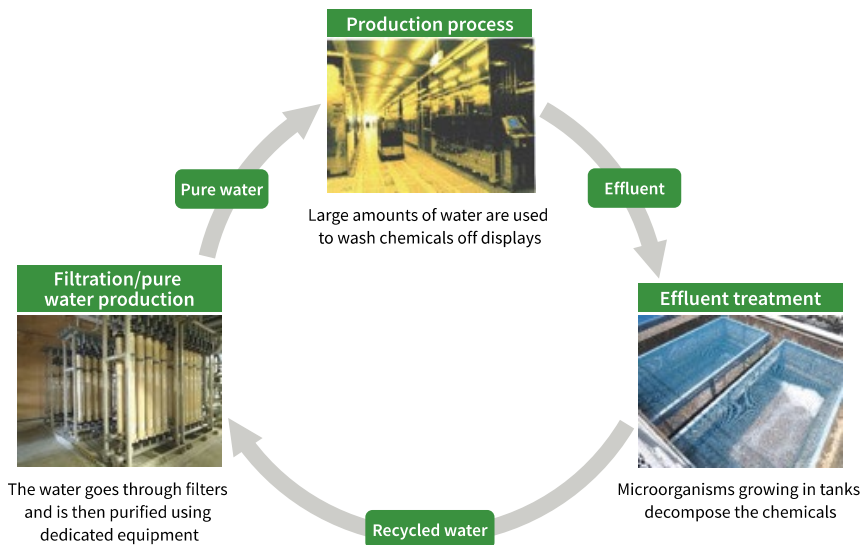 Production process
Large amounts of water are used
to wash chemicals off displays
Pure water
Effluent
Filtration/pure
water production
The water goes through filters
and is then purified using
dedicated equipment
Effluent treatment
Microorganisms growing in tanks
decompose the chemicals
Recycled water